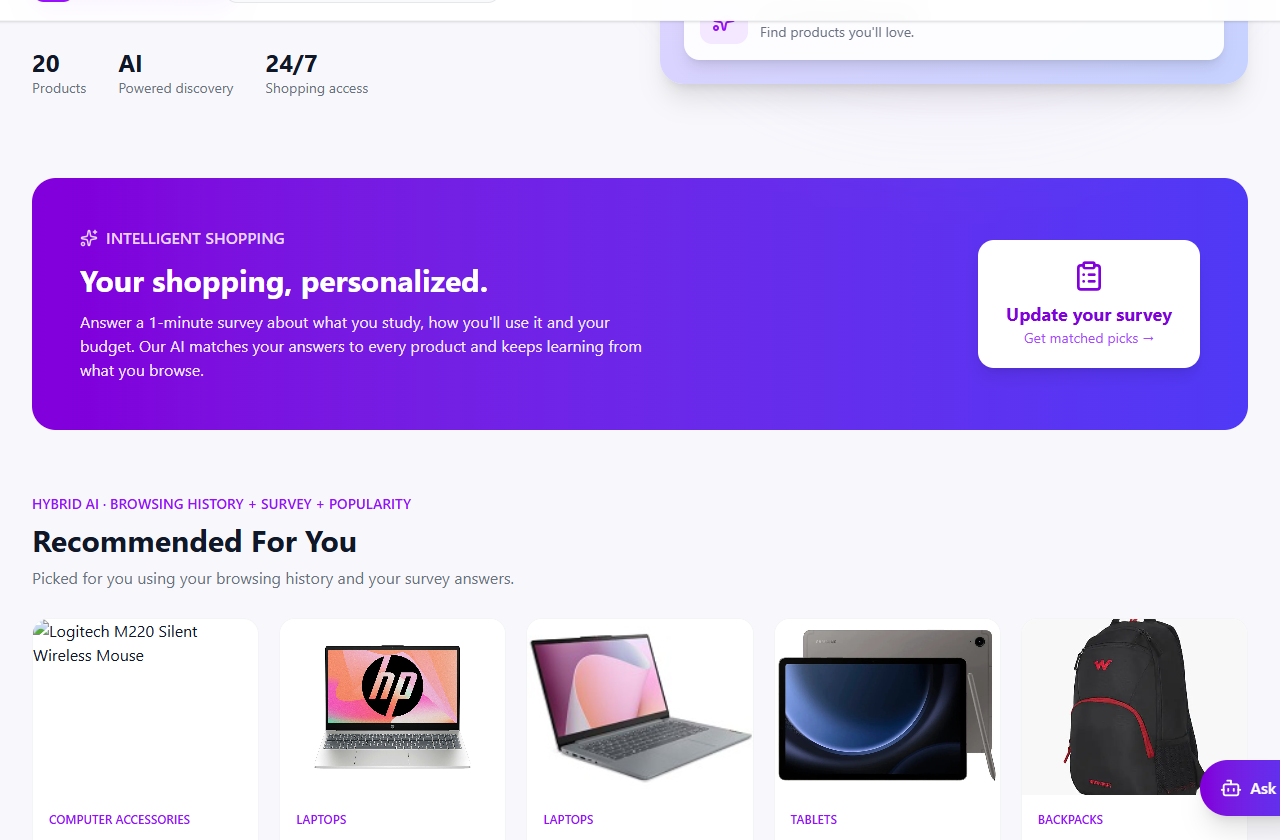 Find products you'll love.
20
Products
AI
Powered discovery
24/7
Shopping access
INTELLIGENT SHOPPING
Your shopping, personalized.
Answer a 1-minute survey about what you study, how you'll use it and your
budget. Our AI matches your answers to every product and keeps learning from
what you browse.
Update your survey
Get matched picks →
HYBRID AI · BROWSING HISTORY + SURVEY + POPULARITY
Recommended For You
Picked for you using your browsing history and your survey answers.
Logitech M220 Silent
Wireless Mouse
hp
COMPUTER ACCESSORIES
LAPTOPS
LAPTOPS
TABLETS
BACKPACKS
Ask